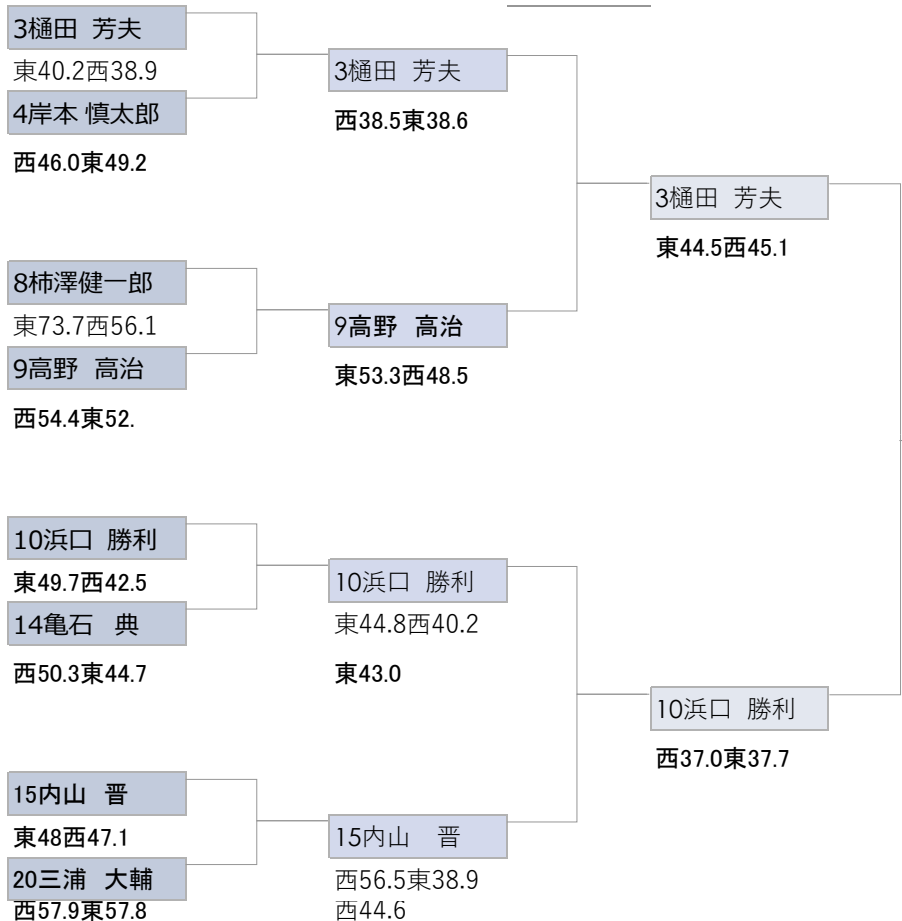 3樋田 芳夫
東40.2西38.9
4岸本 慎太郎
西46.0東49.2
8柿澤健一郎
東73.7西56.1
9高野 高治
西54.4東52.
10浜口 勝利
東49.7西42.5
14亀石 典
西50.3東44.7
15内山 晋
東48西47.1
20三浦 大輔
西57.9東57.8
3樋田 芳夫
西38.5東38.6
9高野 高治
東53.3西48.5
10浜口 勝利
東44.8西40.2
東43.0
15内山 晋
西56.5東38.9
西44.6
3樋田 芳夫
東44.5西45.1
10浜口 勝利
西37.0東37.7